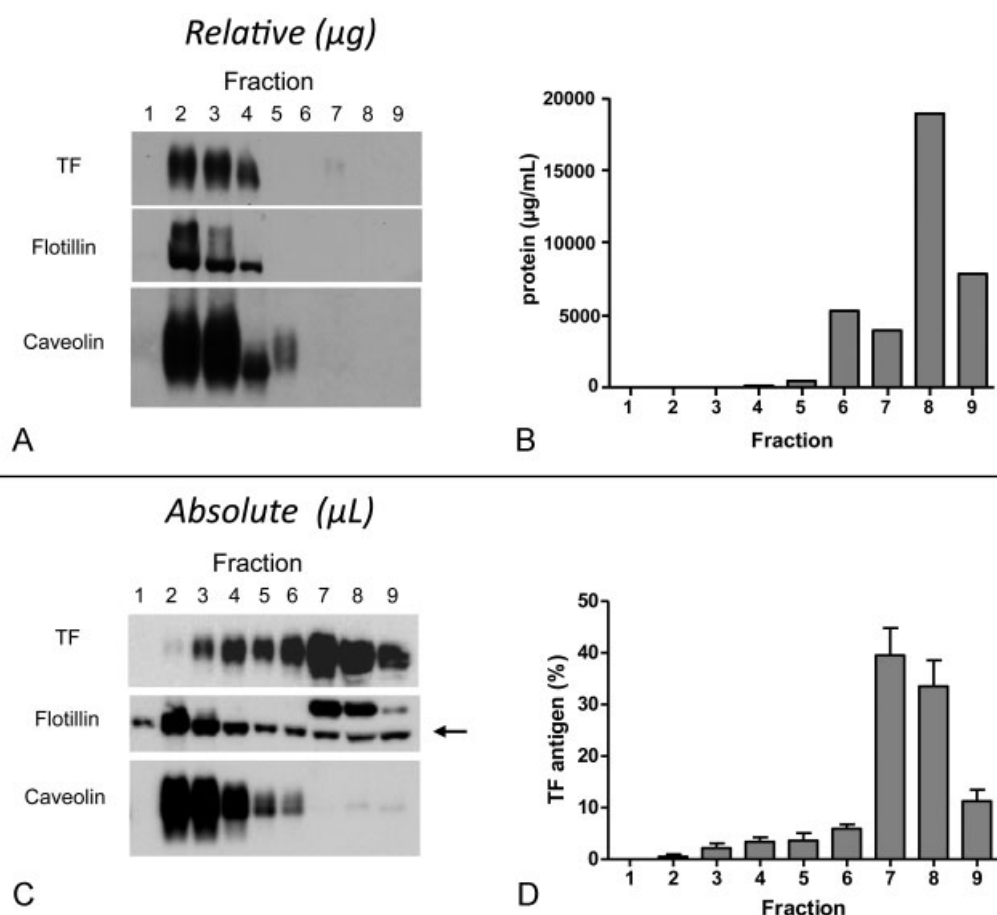 Relative (µg)
Fraction
1 2 3 4 5 6 7 8 9
TF
Flotillin
Caveolin
A
20000
15000
10000
5000
0
protein (µg/mL)
1 2 3 4 5 6 7 8 9
Fraction
B
Absolute (µL)
Fraction
1 2 3 4 5 6 7 8 9
TF
Flotillin
Caveolin
C
50
40
30
20
10
0
TF antigen (%)
1 2 3 4 5 6 7 8 9
Fraction
D